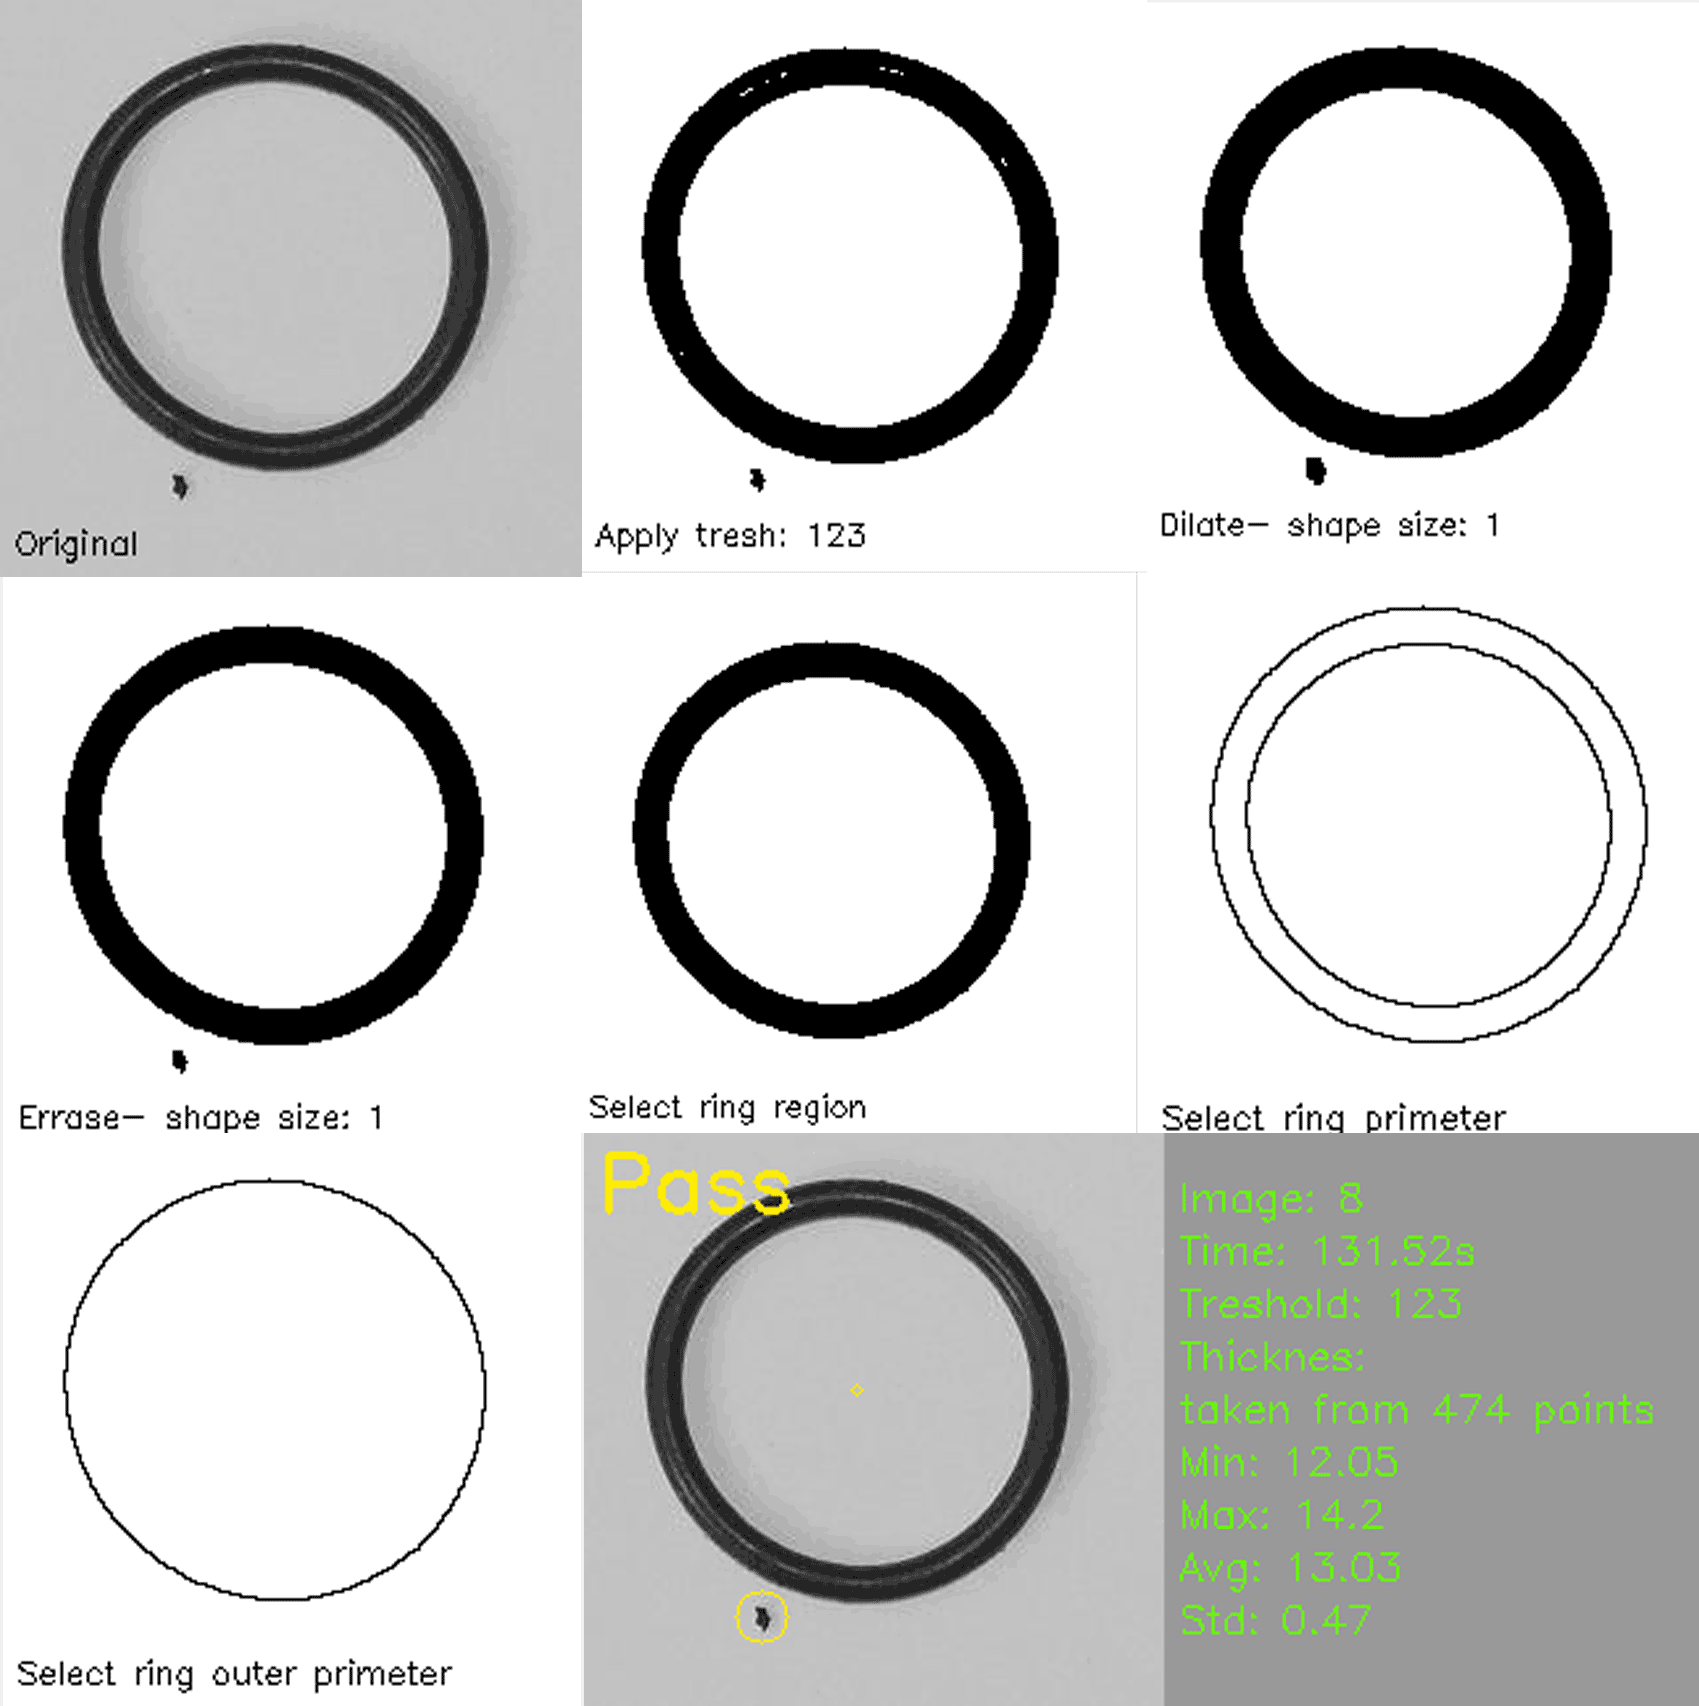 Original
Apply tresh: 123
Dilate– shape size: 1
Errase– shape size: 1
Select ring region
Select ring primeter
Select ring outer primeter
Pass
Image: 8
Time: 131.52s
Treshold: 123
Thicknes:
taken from 474 points
Min: 12.05
Max: 14.2
Avg: 13.03
Std: 0.47